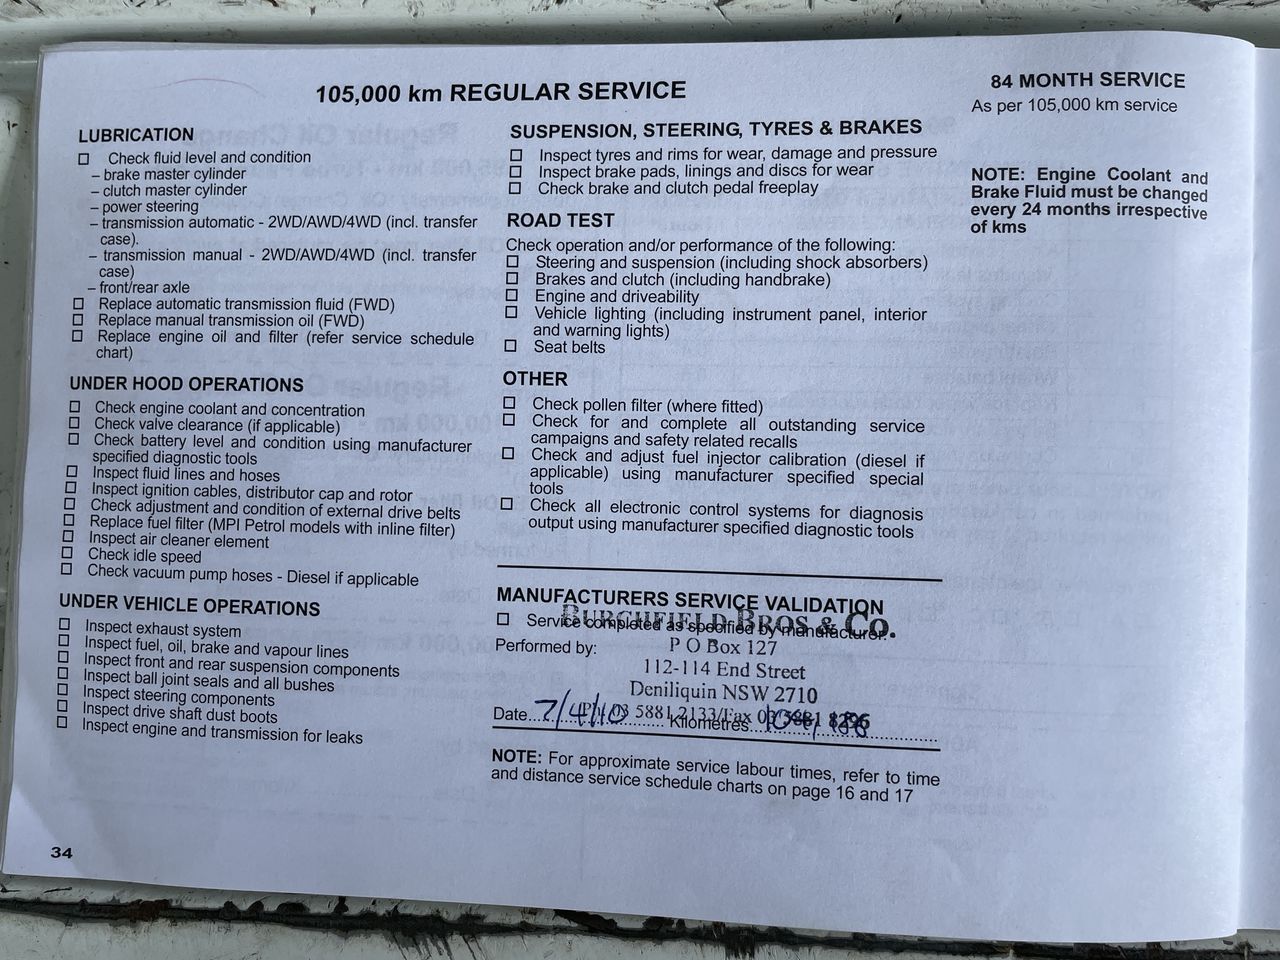 105,000 km REGULAR SERVICE
LUBRICATION
Check fluid level and condition
– brake master cylinder
– clutch master cylinder
– power steering
– transmission automatic - 2WD/AWD/4WD (incl. transfer
case).
– transmission manual - 2WD/AWD/4WD (incl. transfer
case)
– front/rear axle
Replace automatic transmission fluid (FWD)
Replace manual transmission oil (FWD)
Replace engine oil and filter (refer service schedule
chart)
UNDER HOOD OPERATIONS
Check engine coolant and concentration
Check valve clearance (if applicable)
Check battery level and condition using manufacturer
specified diagnostic tools
Inspect fluid lines and hoses
Inspect ignition cables, distributor cap and rotor
Check adjustment and condition of external drive belts
Replace fuel filter (MPI Petrol models with inline filter)
Inspect air cleaner element
Check idle speed
Check vacuum pump hoses - Diesel if applicable
UNDER VEHICLE OPERATIONS
Inspect exhaust system
Inspect fuel, oil, brake and vapour lines
Inspect front and rear suspension components
Inspect ball joint seals and all bushes
Inspect steering components
Inspect drive shaft dust boots
Inspect engine and transmission for leaks
34
SUSPENSION, STEERING, TYRES & BRAKES
Inspect tyres and rims for wear, damage and pressure
Inspect brake pads, linings and discs for wear
Check brake and clutch pedal freeplay
ROAD TEST
Check operation and/or performance of the following:
Steering and suspension (including shock absorbers)
Brakes and clutch (including handbrake)
Engine and driveability
Vehicle lighting (including instrument panel, interior
and warning lights)
Seat belts
OTHER
Check pollen filter (where fitted)
Check for and complete all outstanding service
campaigns and safety related recalls
Check and adjust fuel injector calibration (diesel if
applicable) using manufacturer specified special
tools
Check all electronic control systems for diagnosis
output using manufacturer specified diagnostic tools
MANUFACTURERS SERVICE VALIDATION
BURCHFIELD BROS & CO.
Service completed as specified by manufacturer.
Performed by:
P O Box 127
112-114 End Street
Deniliquin NSW 2710
Ph 03 5881 2133/Fax 03 5881 8296
Date 7/4/10 Kilometres
NOTE: For approximate service labour times, refer to time
and distance service schedule charts on page 16 and 17
84 MONTH SERVICE
As per 105,000 km service
NOTE: Engine Coolant and
Brake Fluid must be changed
every 24 months irrespective
of kms